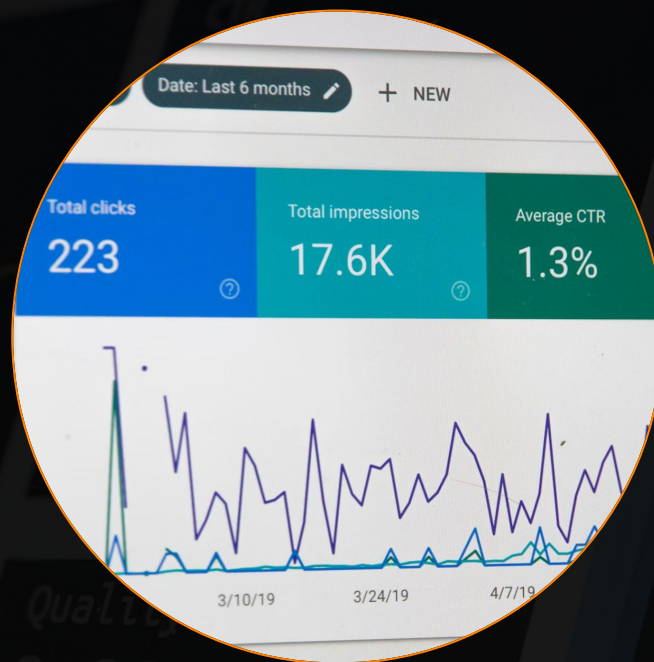 Date: Last 6 months
+ NEW
Total clicks
223
Total impressions
17.6K
Average CTR
1.3%
3/10/19
3/24/19
4/7/19
Quality